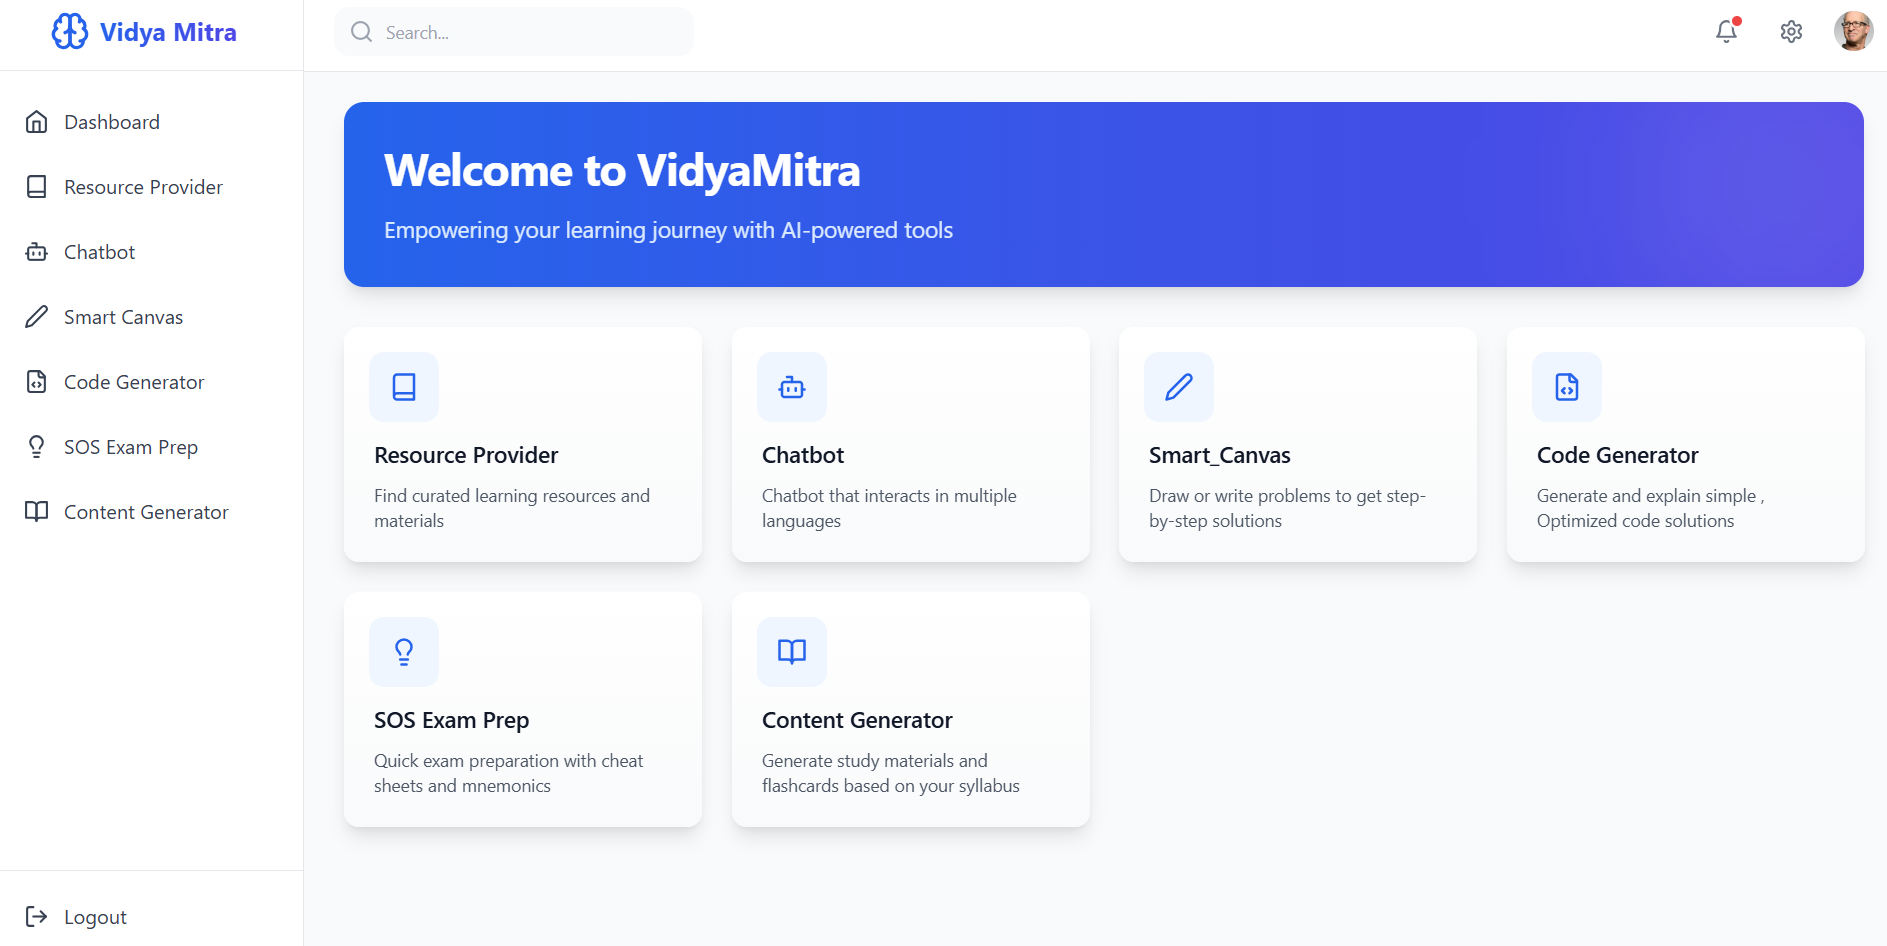 Vidya Mitra
Search...
Dashboard
Resource Provider
Chatbot
Smart Canvas
Code Generator
SOS Exam Prep
Content Generator
Logout
Welcome to VidyaMitra
Empowering your learning journey with AI-powered tools
Resource Provider
Find curated learning resources and
materials
Chatbot
Chatbot that interacts in multiple
languages
Smart_Canvas
Draw or write problems to get step-
by-step solutions
Code Generator
Generate and explain simple ,
Optimized code solutions
SOS Exam Prep
Quick exam preparation with cheat
sheets and mnemonics
Content Generator
Generate study materials and
flashcards based on your syllabus